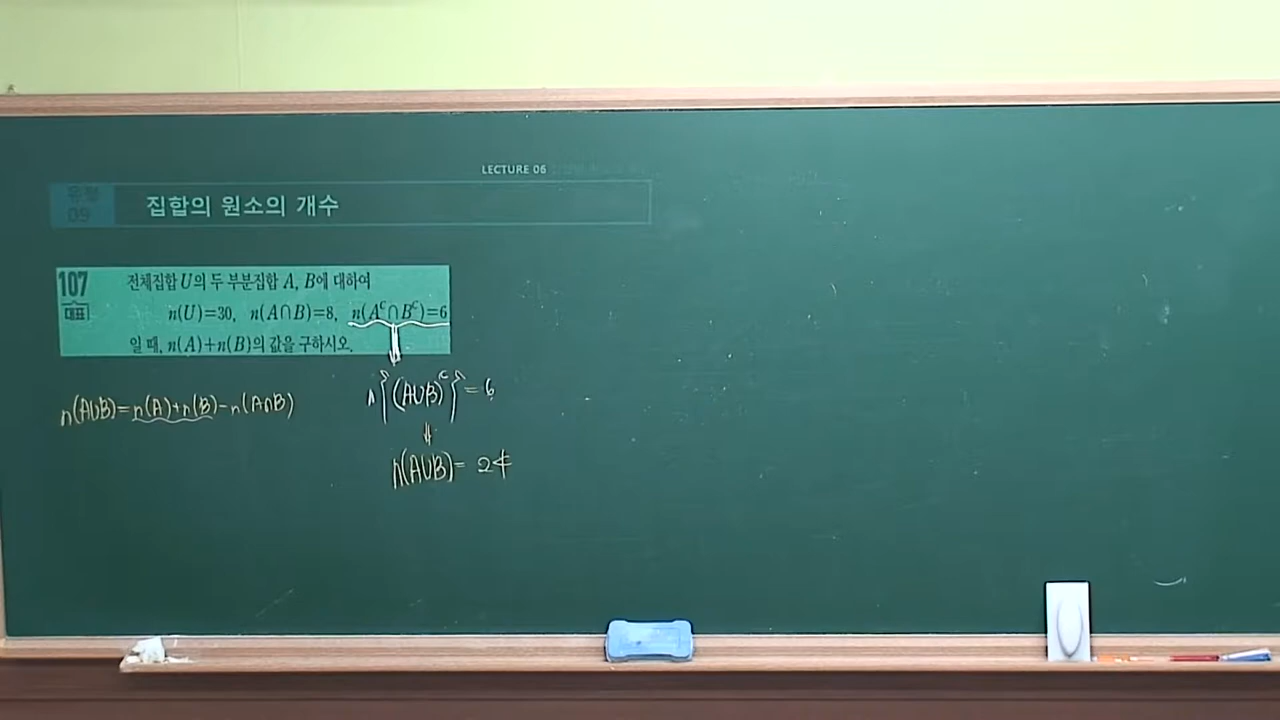 LECTURE 06
유형
09
집합의 원소의 개수
107
대표
전체집합 U의 두 부분집합 A, B에 대하여
n(U)=30, n(A∩B)=8, n(Aᶜ∩Bᶜ)=6
일 때, n(A)+n(B)의 값을 구하시오.
n(A∪B)=n(A)+n(B)-n(A∩B)
n{(A∪B)ᶜ}=6
⇓
n(A∪B)=24